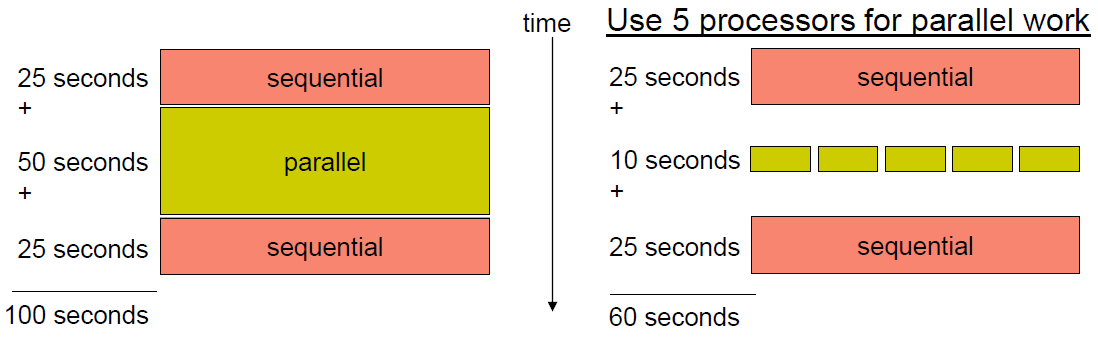 time
25 seconds
sequential
+
50 seconds
parallel
+
25 seconds
sequential
100 seconds
Use 5 processors for parallel work
25 seconds
sequential
+
10 seconds
+
25 seconds
sequential
60 seconds